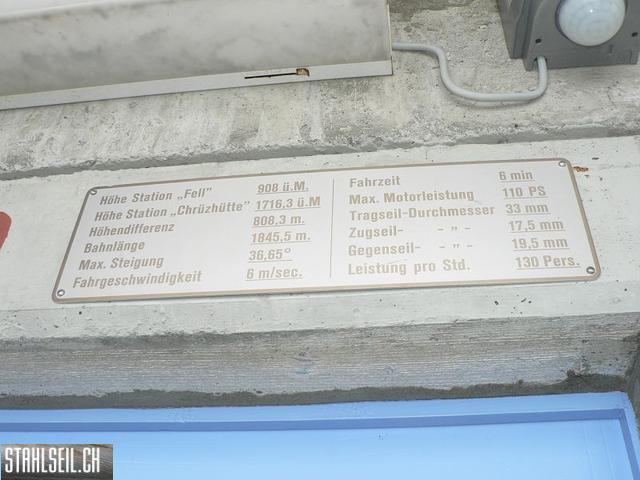 Höhe Station „Fell" 908 ü.M.
Höhe Station „Chrüzhütte" 1716,3 ü.M
Höhendifferenz 808,3 m.
Bahnlänge 1845,5 m.
Max. Steigung 36,65°
Fahrgeschwindigkeit 6 m/sec.
Fahrzeit 6 min
Max. Motorleistung 110 PS
Tragseil-Durchmesser 33 mm
Zugseil- - „ - 17,5 mm
Gegenseil- - „ - 19,5 mm
Leistung pro Std. 130 Pers.
STAHLSEIL.CH